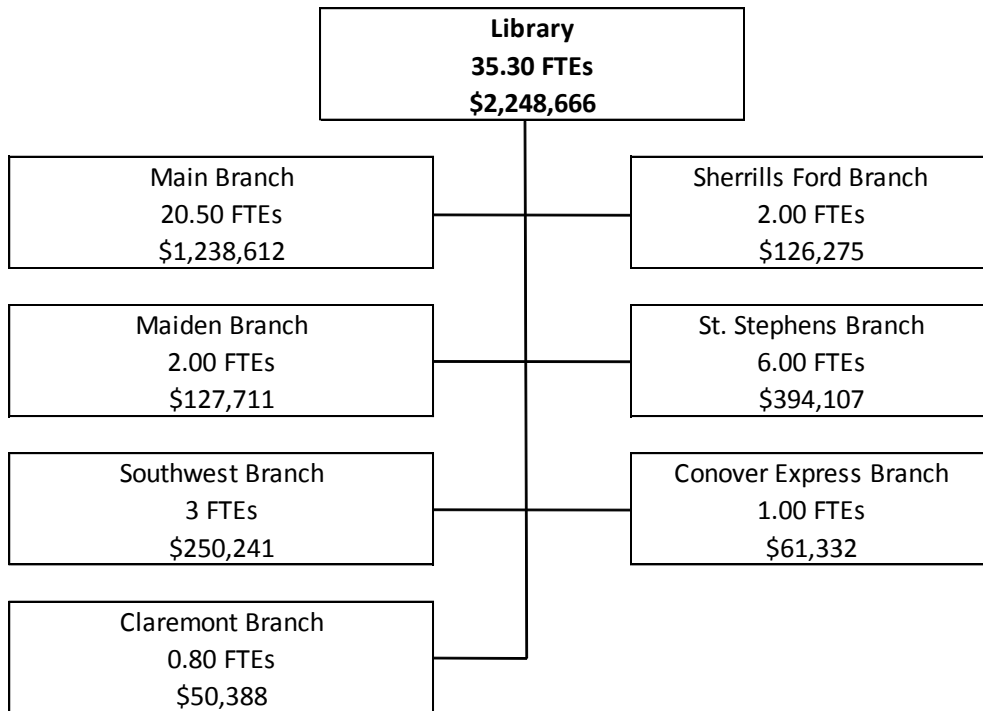 Library
35.30 FTEs
$2,248,666
Main Branch
20.50 FTEs
$1,238,612
Sherrills Ford Branch
2.00 FTEs
$126,275
Maiden Branch
2.00 FTEs
$127,711
St. Stephens Branch
6.00 FTEs
$394,107
Southwest Branch
3 FTEs
$250,241
Conover Express Branch
1.00 FTEs
$61,332
Claremont Branch
0.80 FTEs
$50,388